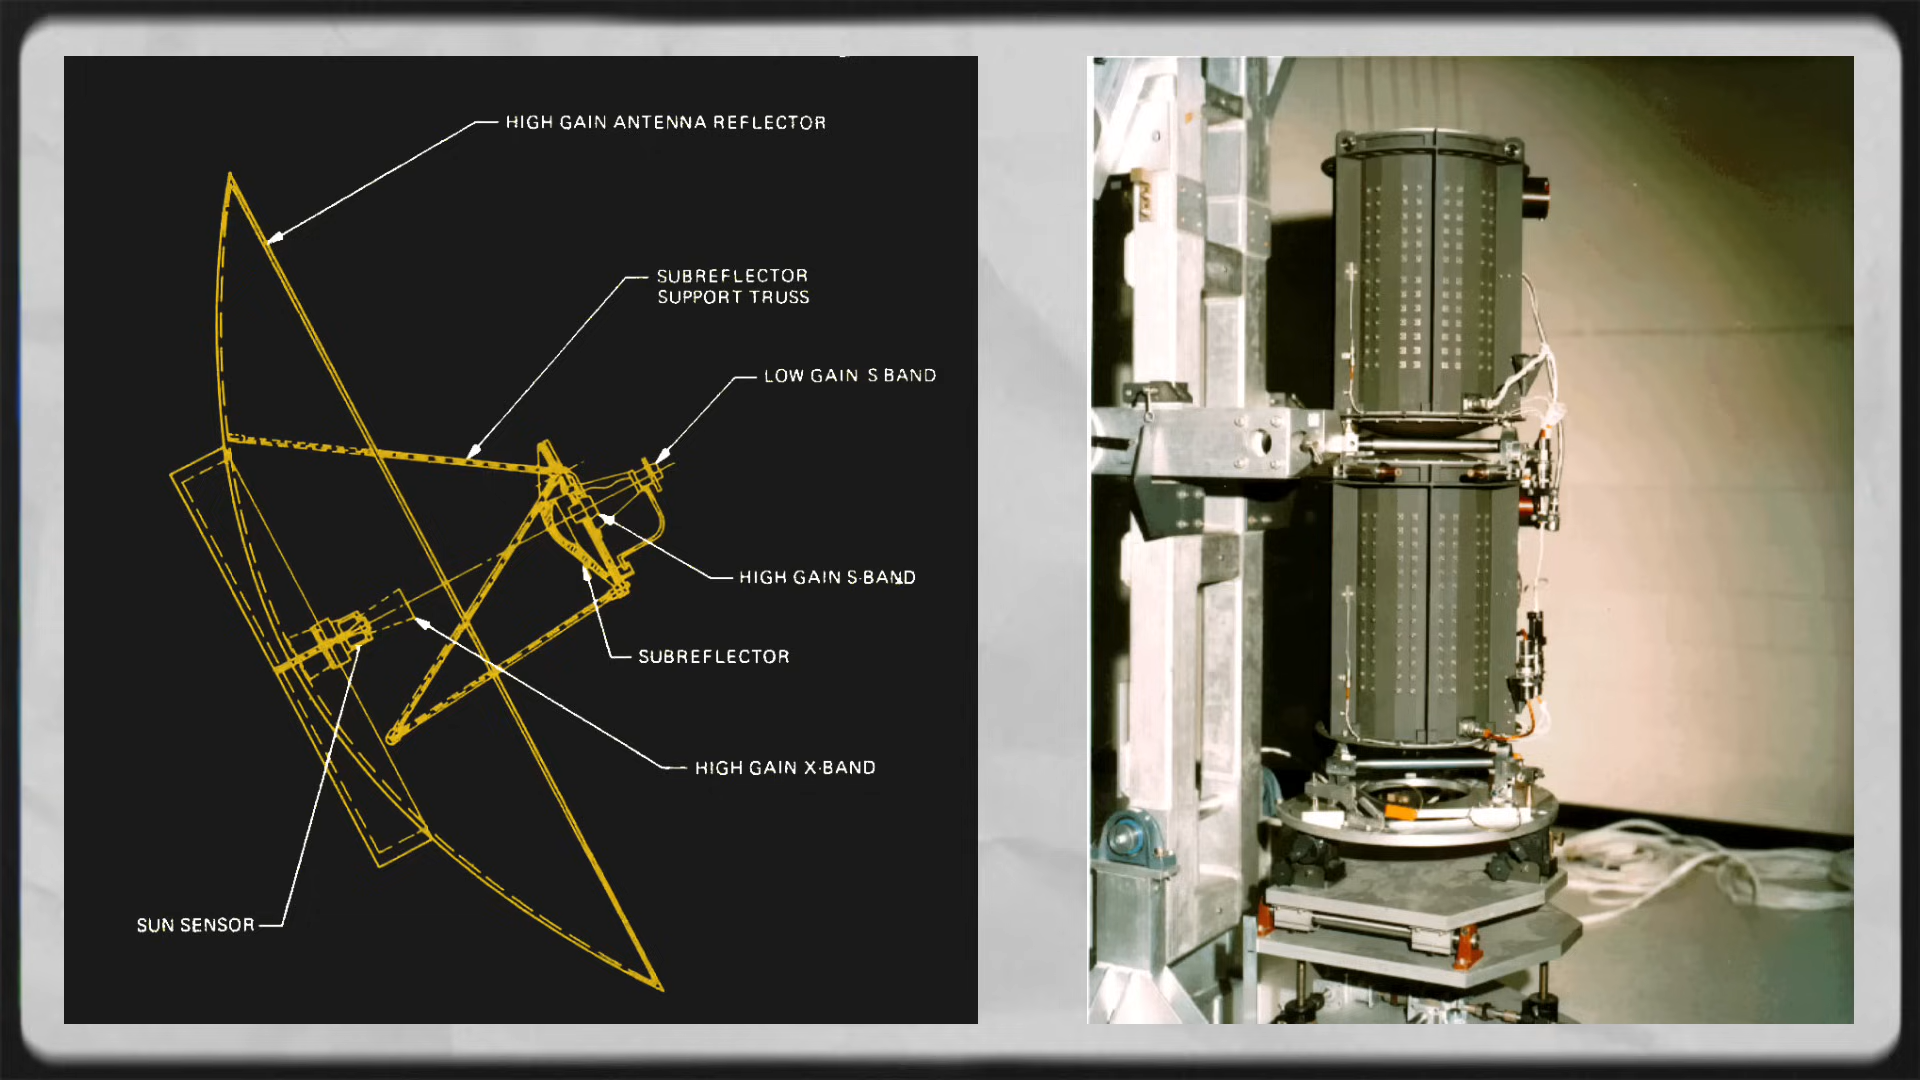 HIGH GAIN ANTENNA REFLECTOR
SUBREFLECTOR
SUPPORT TRUSS
LOW GAIN S BAND
HIGH GAIN S-BAND
SUBREFLECTOR
HIGH GAIN X-BAND
SUN SENSOR